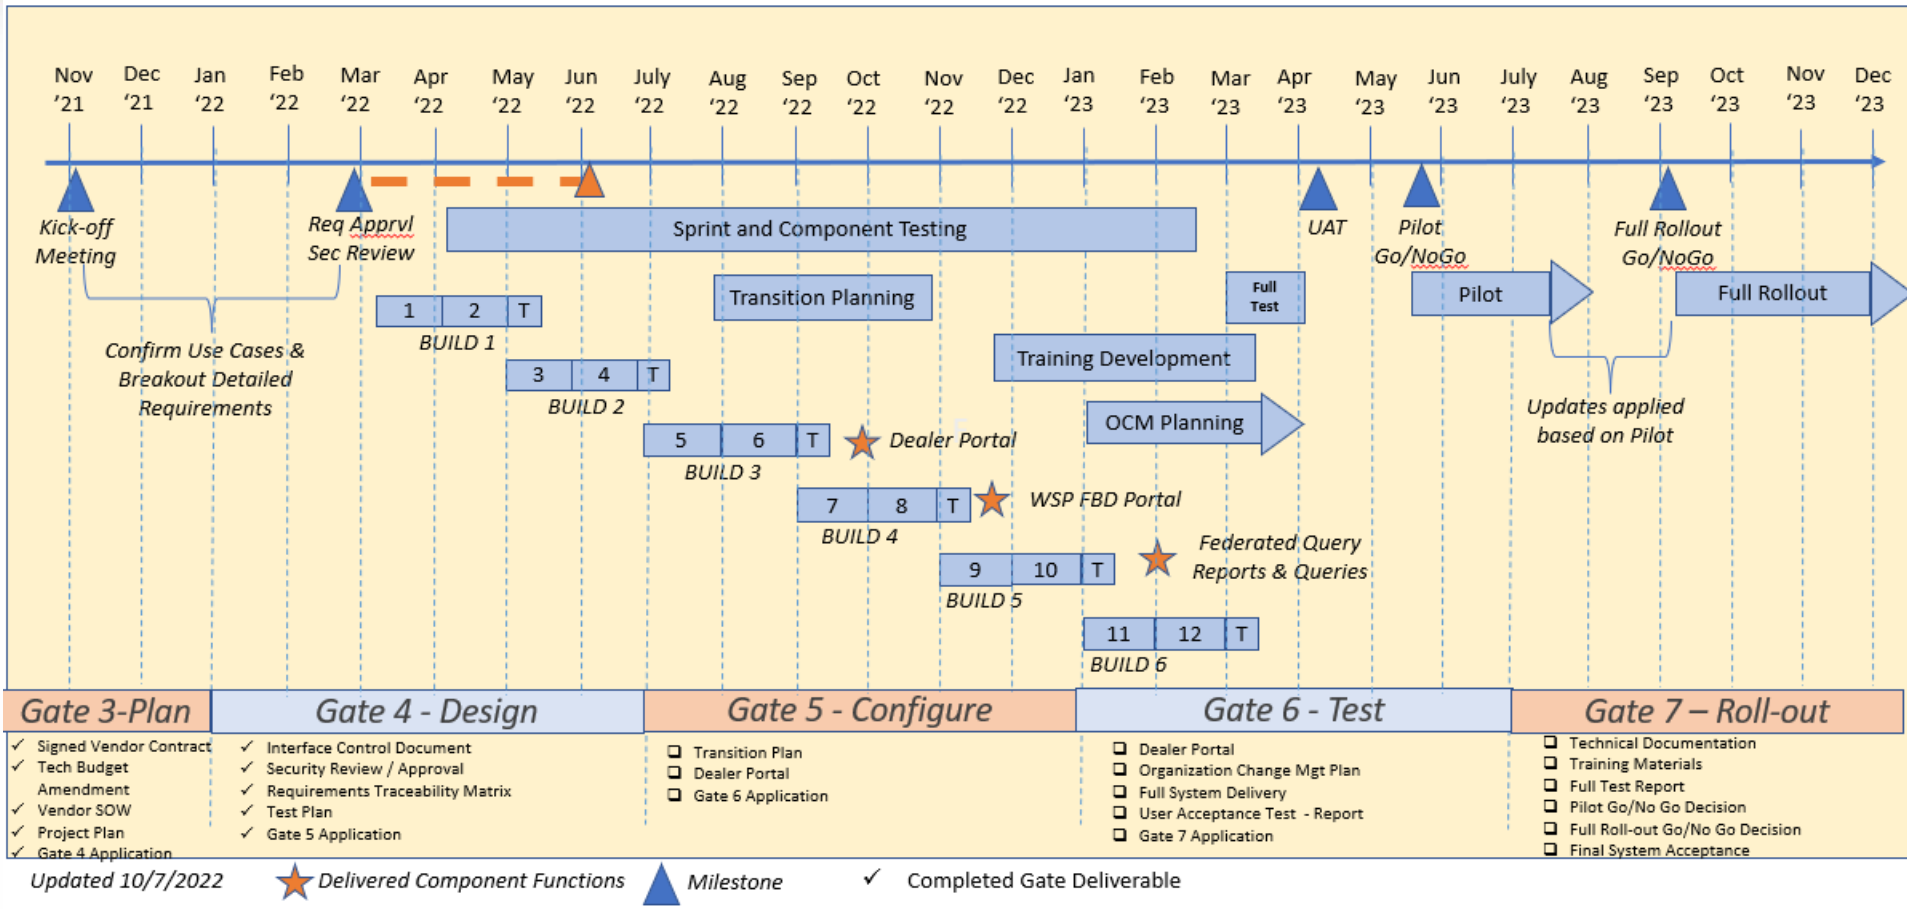 Nov Dec Jan Feb Mar Apr May Jun July Aug Sep Oct Nov Dec Jan Feb Mar Apr May Jun July Aug Sep Oct Nov Dec
‘21 ‘21 ‘22 ‘22 ‘22 ‘22 ‘22 ‘22 ‘22 ‘22 ‘22 ‘22 ‘22 ‘22 ‘23 ‘23 ‘23 ‘23 ‘23 ‘23 ‘23 ‘23 ‘23 ‘23 ‘23 ‘23
Kick-off
Meeting
Req Apprvl
Sec Review
Sprint and Component Testing
UAT
Pilot
Go/NoGo
Full Rollout
Go/NoGo
Transition Planning
Full
Test
Pilot
Full Rollout
1 2 T
BUILD 1
Confirm Use Cases &
Breakout Detailed
Requirements
Training Development
3 4 T
BUILD 2
OCM Planning
Updates applied
based on Pilot
5 6 T
BUILD 3
Dealer Portal
7 8 T
BUILD 4
WSP FBD Portal
9 10 T
BUILD 5
Federated Query
Reports & Queries
11 12 T
BUILD 6
Gate 3-Plan
✓ Signed Vendor Contract
✓ Tech Budget
Amendment
✓ Vendor SOW
✓ Project Plan
✓ Gate 4 Application
Gate 4 - Design
✓ Interface Control Document
✓ Security Review / Approval
✓ Requirements Traceability Matrix
✓ Test Plan
✓ Gate 5 Application
Gate 5 - Configure
❑ Transition Plan
❑ Dealer Portal
❑ Gate 6 Application
Gate 6 - Test
❑ Dealer Portal
❑ Organization Change Mgt Plan
❑ Full System Delivery
❑ User Acceptance Test - Report
❑ Gate 7 Application
Gate 7 – Roll-out
❑ Technical Documentation
❑ Training Materials
❑ Full Test Report
❑ Pilot Go/No Go Decision
❑ Full Roll-out Go/No Go Decision
❑ Final System Acceptance
Updated 10/7/2022
Delivered Component Functions
Milestone
✓ Completed Gate Deliverable